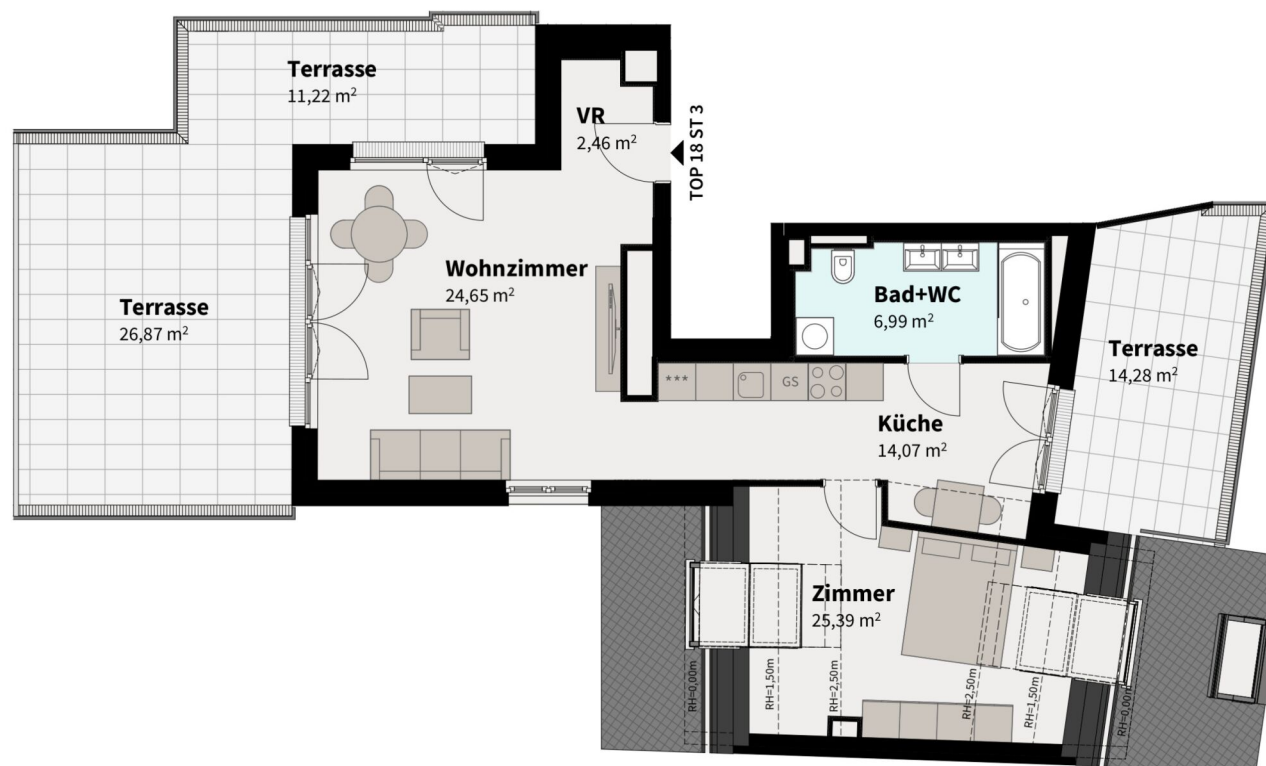 Terrasse
11,22 m²
VR
2,46 m²
TOP 18 ST 3
Wohnzimmer
24,65 m²
Terrasse
26,87 m²
Bad+WC
6,99 m²
Terrasse
14,28 m²
***
GS
Küche
14,07 m²
Zimmer
25,39 m²
RH=0,00m
RH=1,50m
RH=2,50m
RH=2,50m
RH=1,50m
RH=0,00m